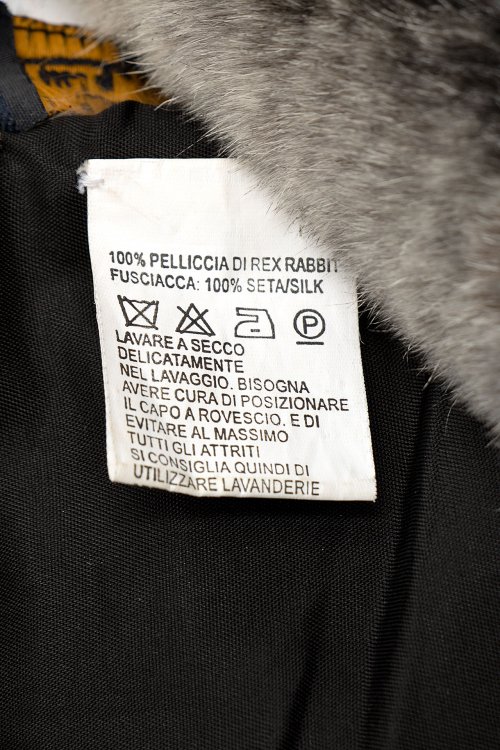 100% PELLICCIA DI REX RABBIT
FUSCIACCA: 100% SETA/SILK
P
LAVARE A SECCO
DELICATAMENTE
NEL LAVAGGIO. BISOGNA
AVERE CURA DI POSIZIONARE
IL CAPO A ROVESCIO. E DI
EVITARE AL MASSIMO
TUTTI GLI ATTRITI
SI CONSIGLIA QUINDI DI
UTILIZZARE LAVANDERIE